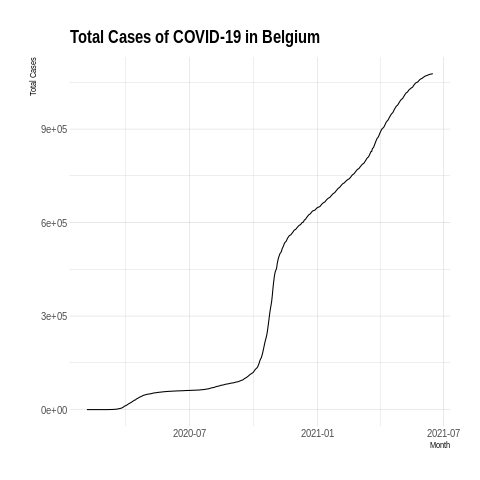 Total Cases of COVID-19 in Belgium
Total Cases
9e+05
6e+05
3e+05
0e+00
2020-07
2021-01
2021-07
Month